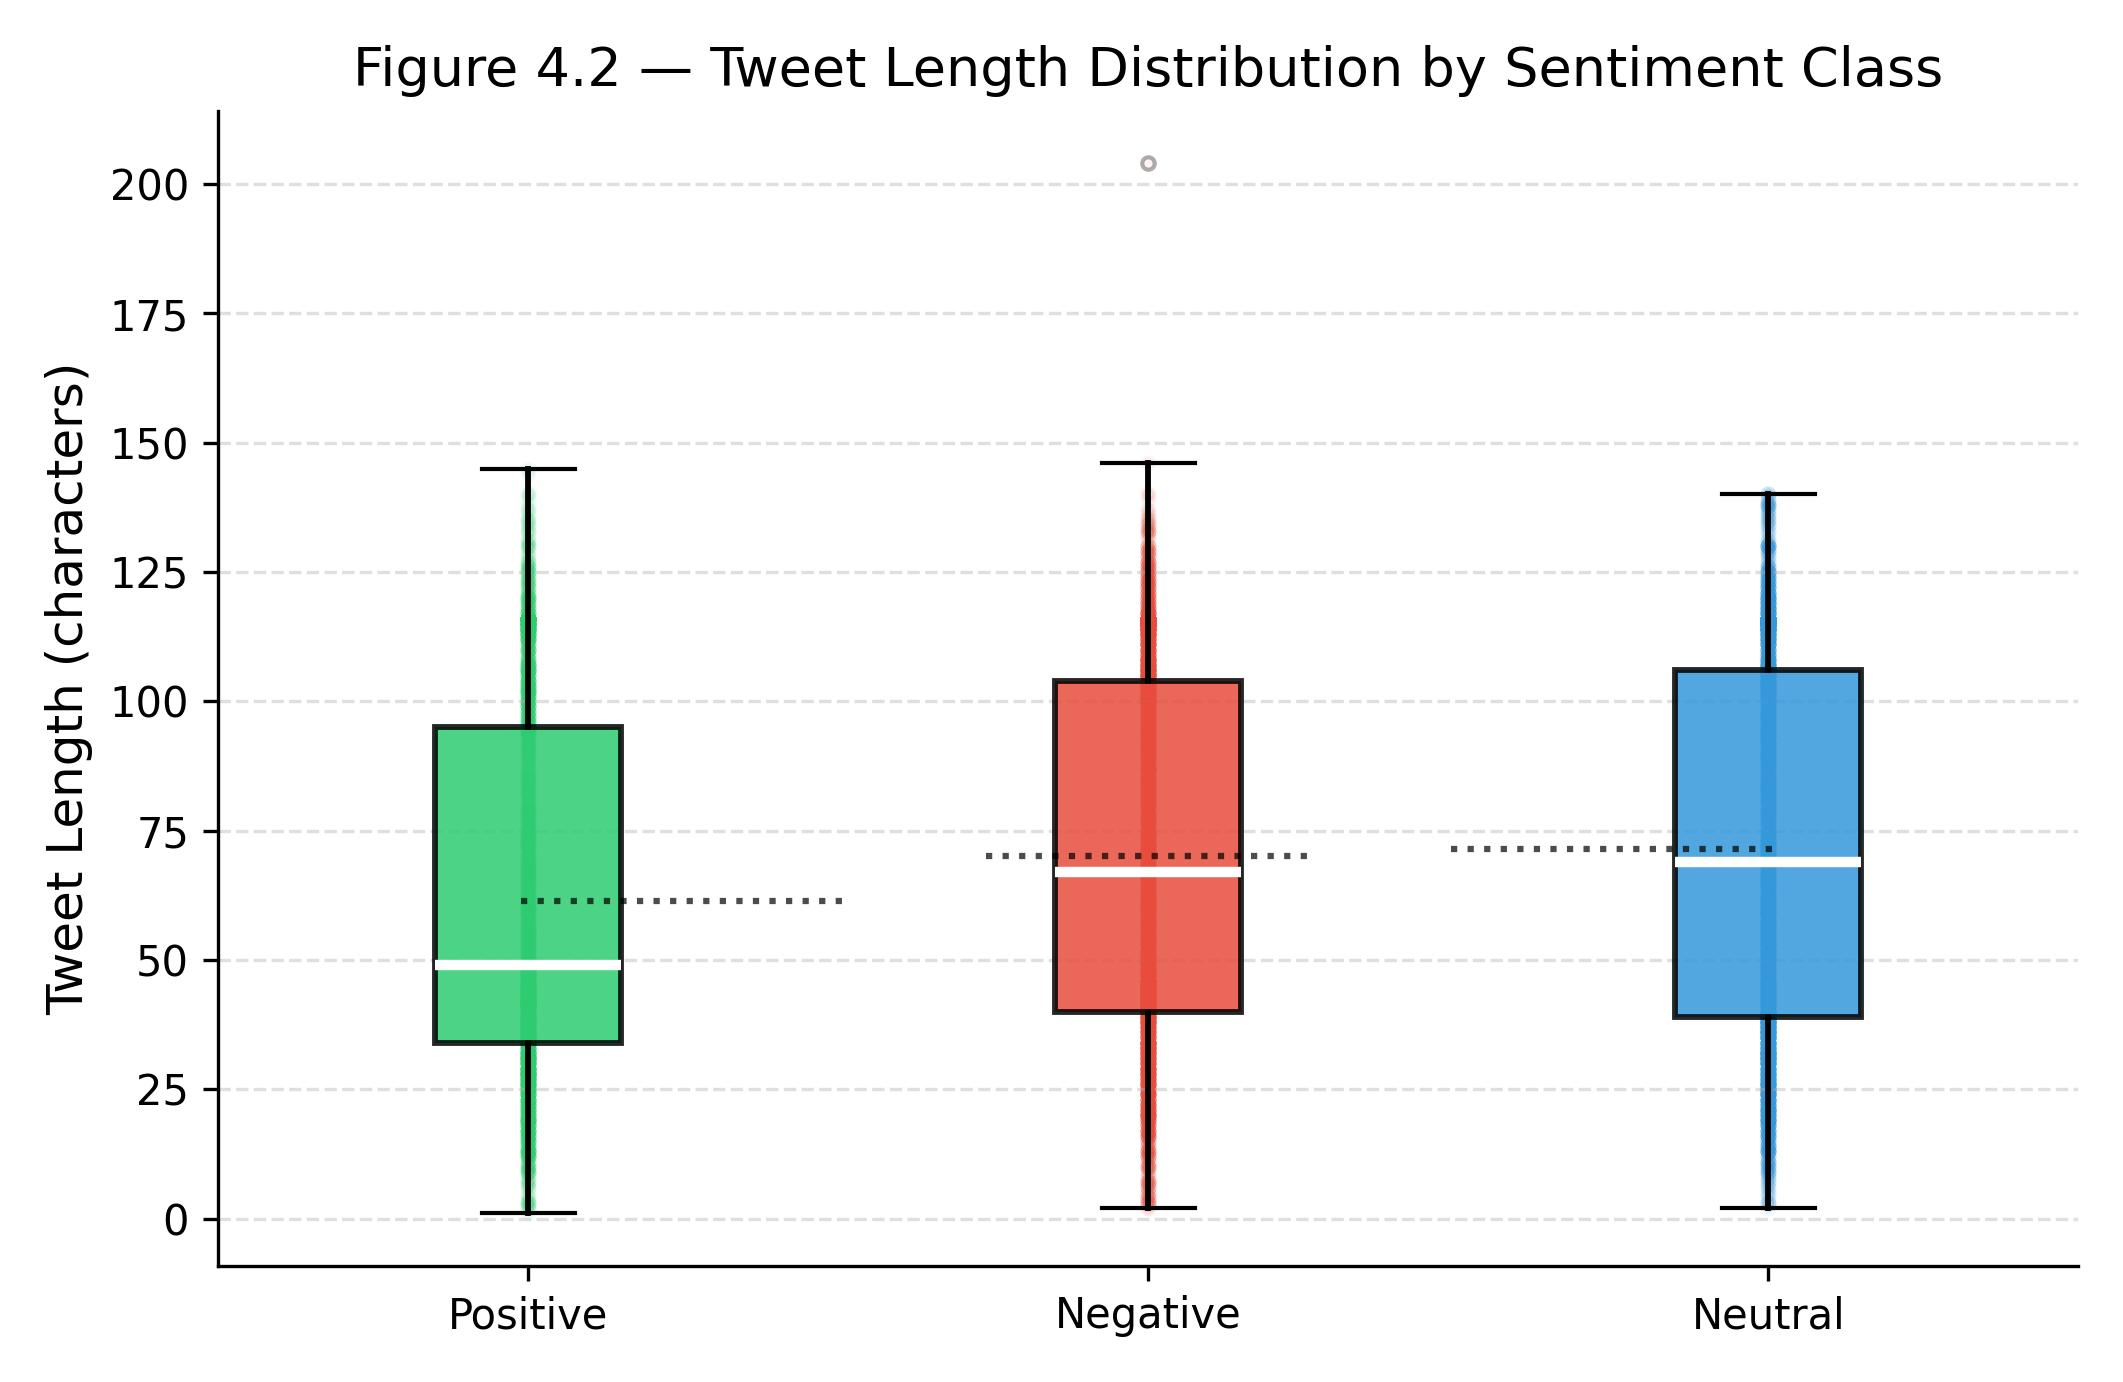 Figure 4.2 — Tweet Length Distribution by Sentiment Class
Tweet Length (characters)
200
175
150
125
100
75
50
25
0
Positive
Negative
Neutral